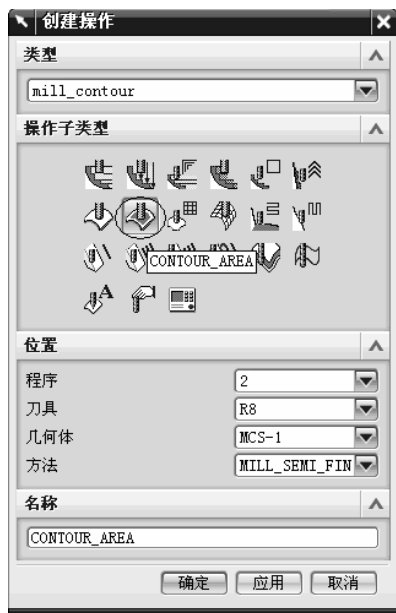 创建操作
类型
mill_contour
操作子类型
CONTOUR_AREA
A
位置
程序 2
刀具 R8
几何体 MCS-1
方法 MILL_SEMI_FIN
名称
CONTOUR_AREA
确定 应用 取消